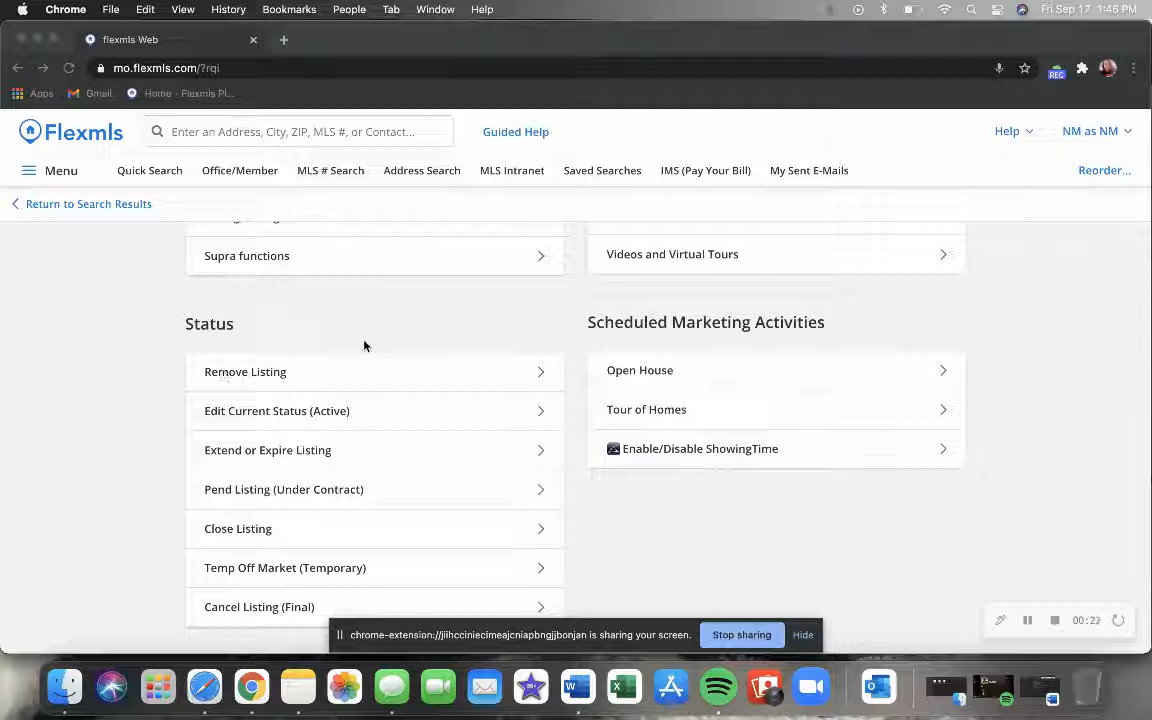 Chrome File Edit View History Bookmarks People Tab Window Help Fri Sep 17 1:46 PM
flexmls Web
mo.flexmls.com/?rqi
REC
Apps Gmail Home - Flexmls Pl...
Flexmls Enter an Address, City, ZIP, MLS #, or Contact... Guided Help Help NM as NM
Menu Quick Search Office/Member MLS # Search Address Search MLS Intranet Saved Searches IMS (Pay Your Bill) My Sent E-Mails Reorder...
Return to Search Results
Supra functions
Videos and Virtual Tours
Status
Remove Listing
Edit Current Status (Active)
Extend or Expire Listing
Pend Listing (Under Contract)
Close Listing
Temp Off Market (Temporary)
Cancel Listing (Final)
Scheduled Marketing Activities
Open House
Tour of Homes
Enable/Disable ShowingTime
chrome-extension://jiihcciniecimeajcniapbngjjbonjan is sharing your screen. Stop sharing Hide
00:22